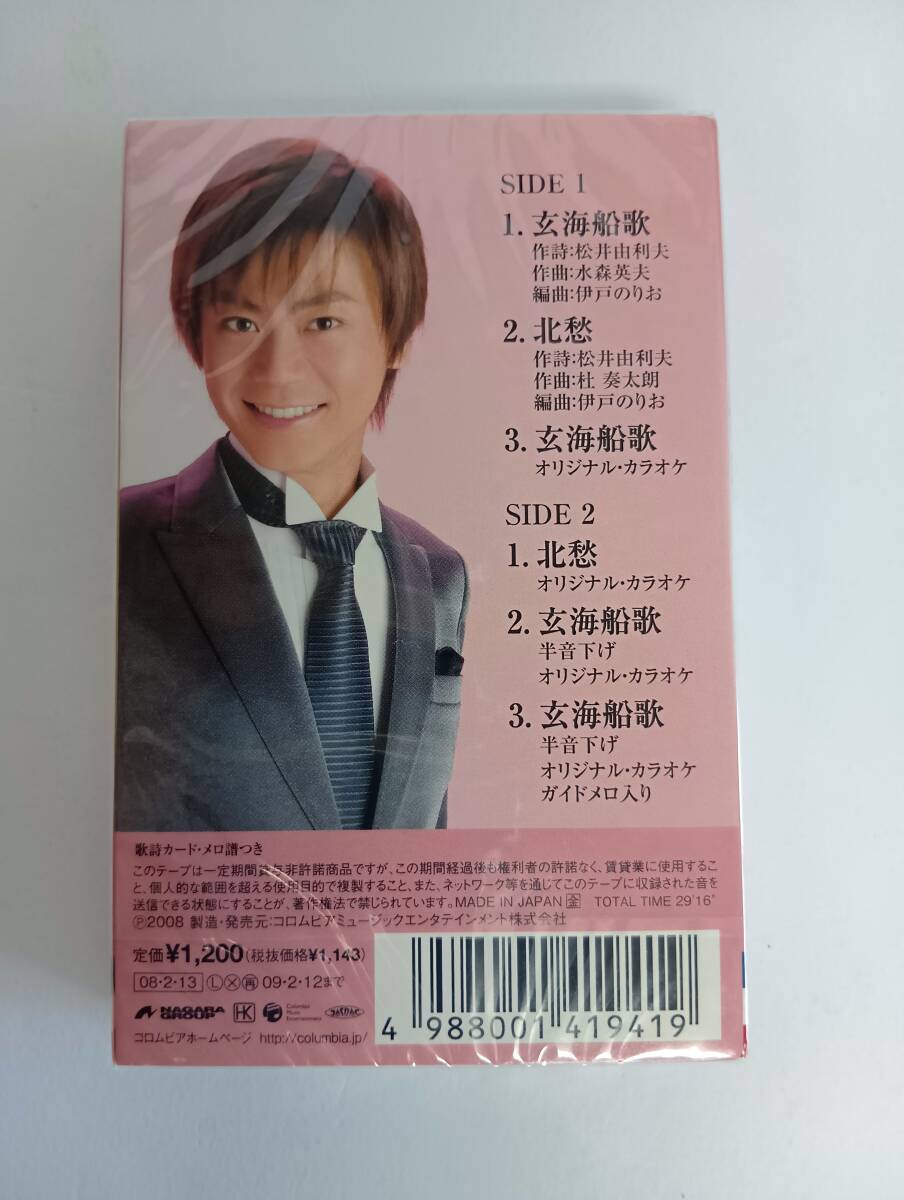 SIDE 1
1. 玄海船歌
作詩:松井由利夫
作曲:水森英夫
編曲:伊戸のりお
2. 北愁
作詩:松井由利夫
作曲:杜 奏太朗
編曲:伊戸のりお
3. 玄海船歌
オリジナル・カラオケ
SIDE 2
1. 北愁
オリジナル・カラオケ
2. 玄海船歌
半音下げ
オリジナル・カラオケ
3. 玄海船歌
半音下げ
オリジナル・カラオケ
ガイドメロ入り
歌詩カード・メロ譜つき
このテープは一定期間貸与非許諾商品ですが、この期間経過後も権利者の許諾なく、賃貸業に使用するこ
と、個人的な範囲を超える使用目的で複製すること、また、ネットワーク等を通じてこのテープに収録された音を
送信できる状態にすることが、著作権法で禁じられています。MADE IN JAPAN TOTAL TIME 29'16"
Ⓟ2008 製造・発売元:コロムビアミュージックエンタテインメント株式会社
定価¥1,200(税抜価格¥1,143)
08・2・13 Ⓛ 再 09・2・12まで
NAGARA GROUP HK Columbia Music Entertainment
コロムビアホームページ http://columbia.jp/
4 988001 419419